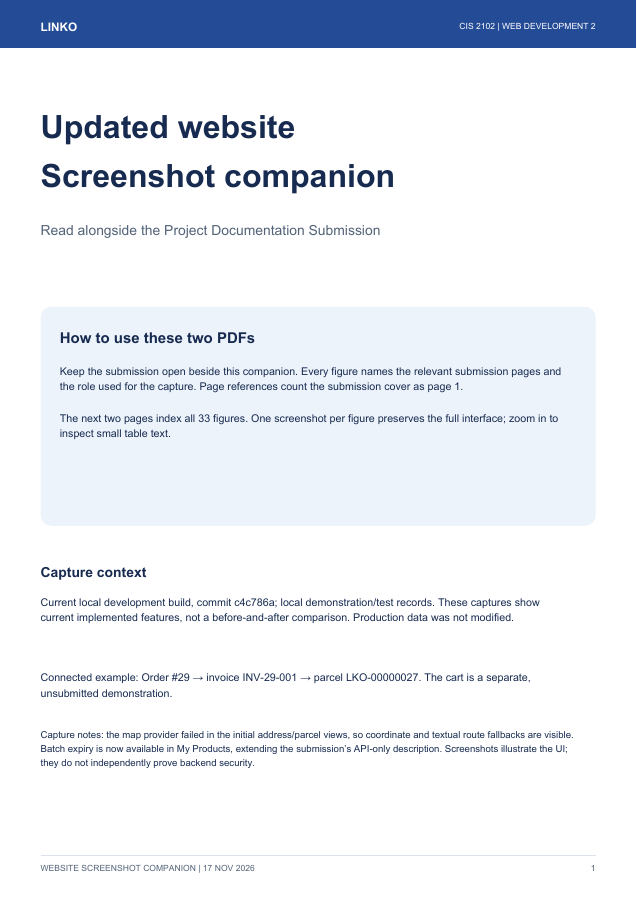 LINKO
CIS 2102 | WEB DEVELOPMENT 2
Updated website
Screenshot companion
Read alongside the Project Documentation Submission
How to use these two PDFs
Keep the submission open beside this companion. Every figure names the relevant submission pages and
the role used for the capture. Page references count the submission cover as page 1.
The next two pages index all 33 figures. One screenshot per figure preserves the full interface; zoom in to
inspect small table text.
Capture context
Current local development build, commit c4c786a; local demonstration/test records. These captures show
current implemented features, not a before-and-after comparison. Production data was not modified.
Connected example: Order #29 → invoice INV-29-001 → parcel LKO-00000027. The cart is a separate,
unsubmitted demonstration.
Capture notes: the map provider failed in the initial address/parcel views, so coordinate and textual route fallbacks are visible.
Batch expiry is now available in My Products, extending the submission's API-only description. Screenshots illustrate the UI;
they do not independently prove backend security.
WEBSITE SCREENSHOT COMPANION | 17 NOV 2026
1